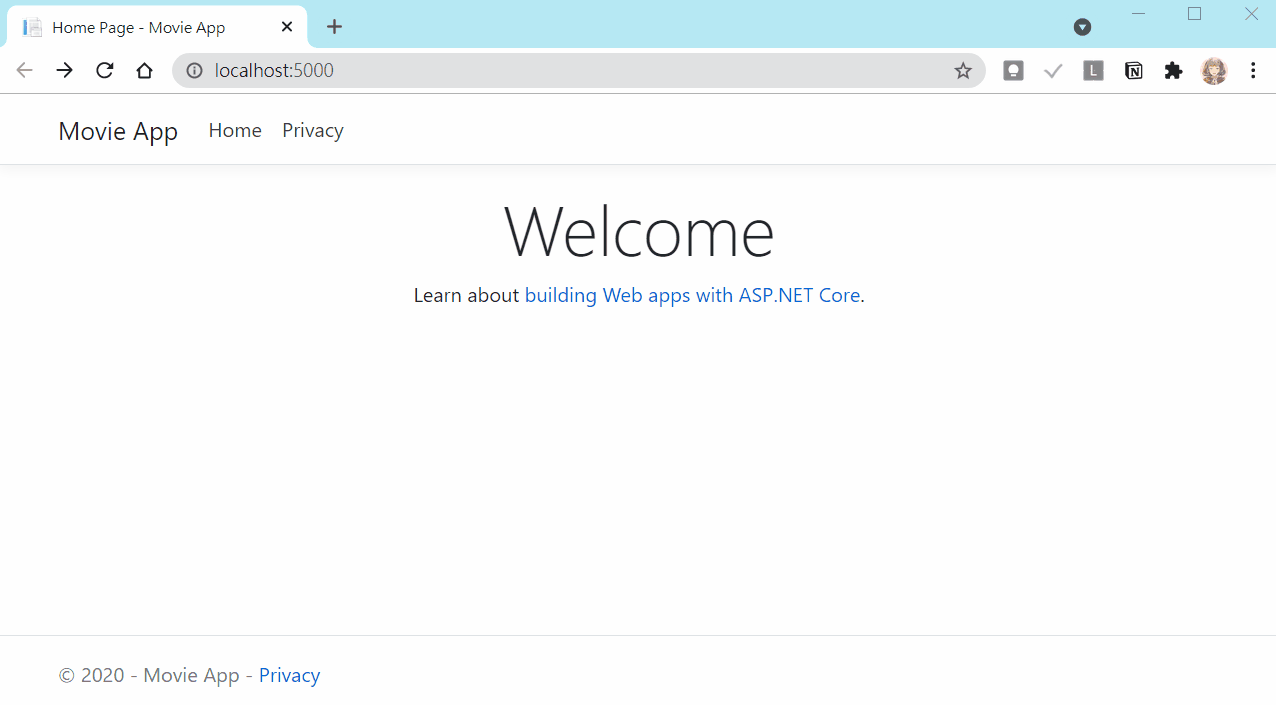 Home Page - Movie App
localhost:5000
L
N
Movie App Home Privacy
Welcome
Learn about building Web apps with ASP.NET Core.
© 2020 - Movie App - Privacy